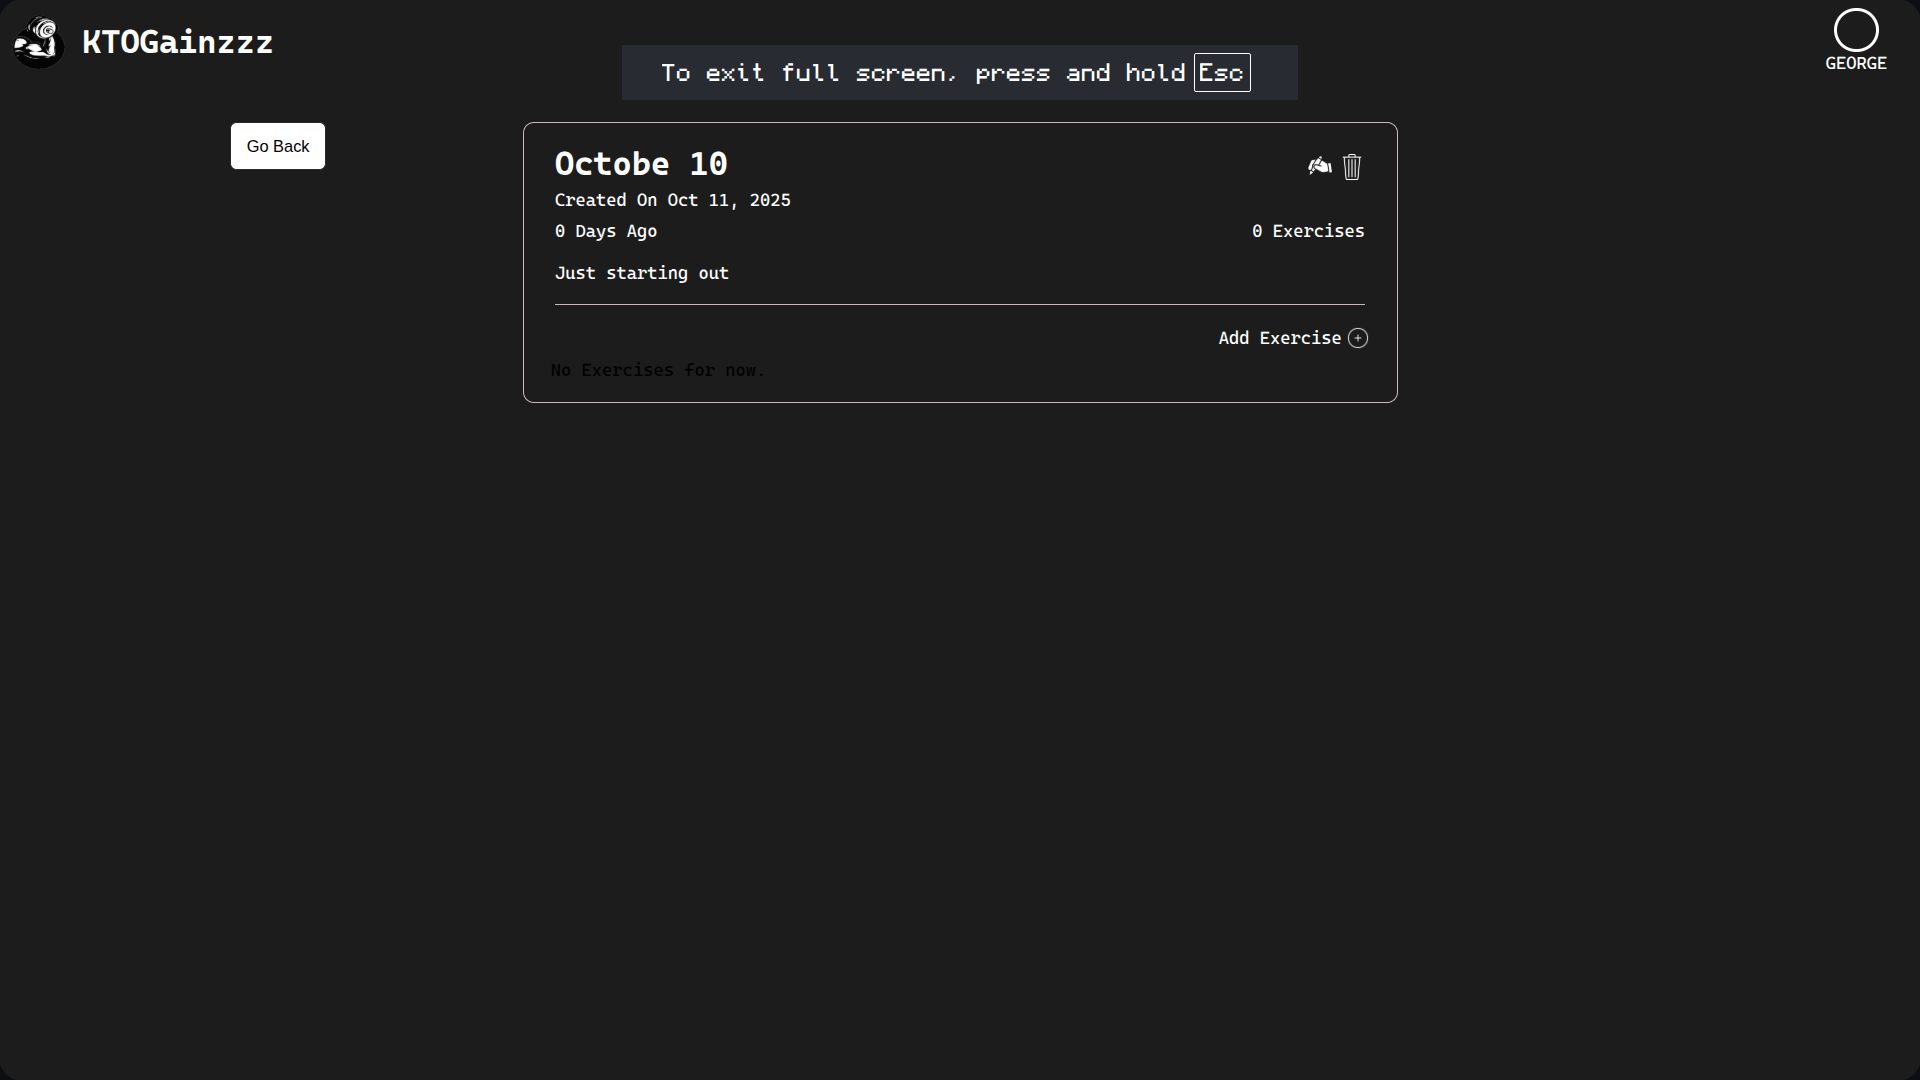 KTOGainzzz
To exit full screen, press and hold Esc
GEORGE
Go Back
Octobe 10
Created On Oct 11, 2025
0 Days Ago
0 Exercises
Just starting out
Add Exercise
No Exercises for now.